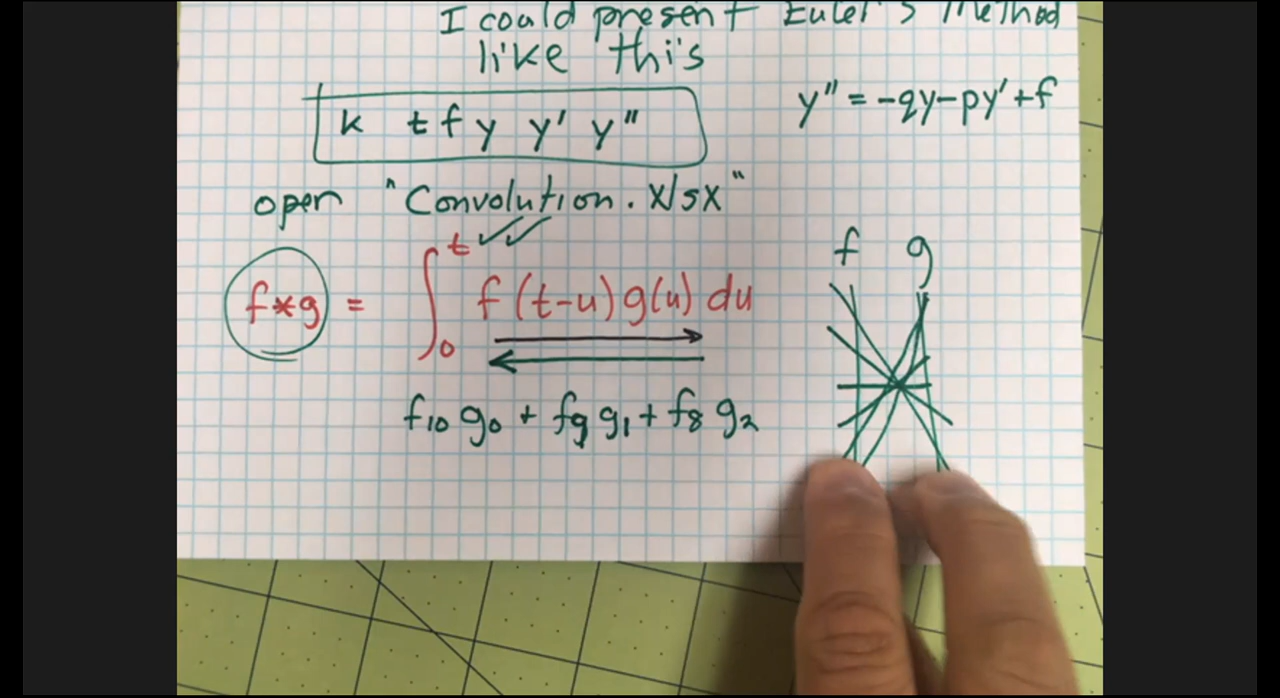 I could present Euler's Method
like this
y" = -qy-py'+f
k t f y y' y"
open "Convolution.xlsx"
f*g = ∫₀ᵗ f(t-u)g(u) du
f g
f₁₀ g₀ + f₉ g₁ + f₈ g₂